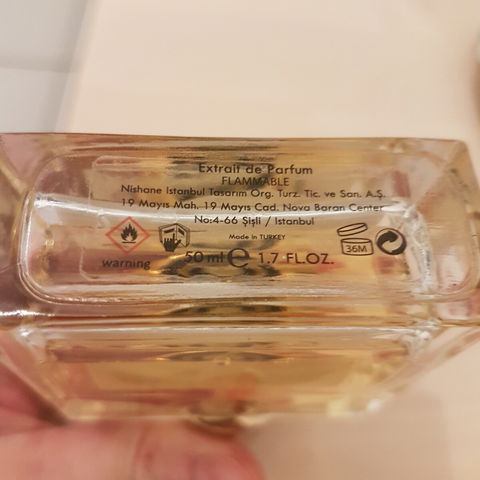 Extrait de Parfum
FLAMMABLE
Nishane Istanbul Tasarım Org. Turz. Tic. ve San. A.Ş.
19 Mayıs Mah. 19 Mayıs Cad. Nova Baran Center
No:4-66 Şişli / Istanbul
Made in TURKEY
36M
warning 50 ml ℮ 1.7 FL.OZ.